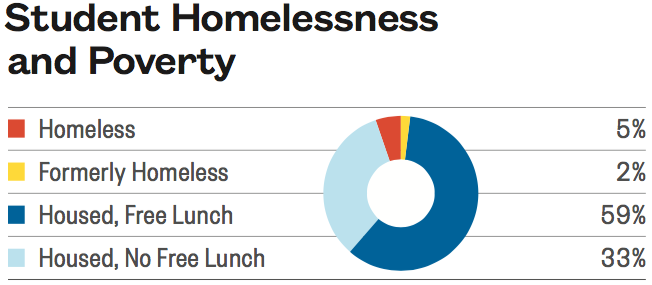 Student Homelessness
and Poverty
Homeless 5%
Formerly Homeless 2%
Housed, Free Lunch 59%
Housed, No Free Lunch 33%